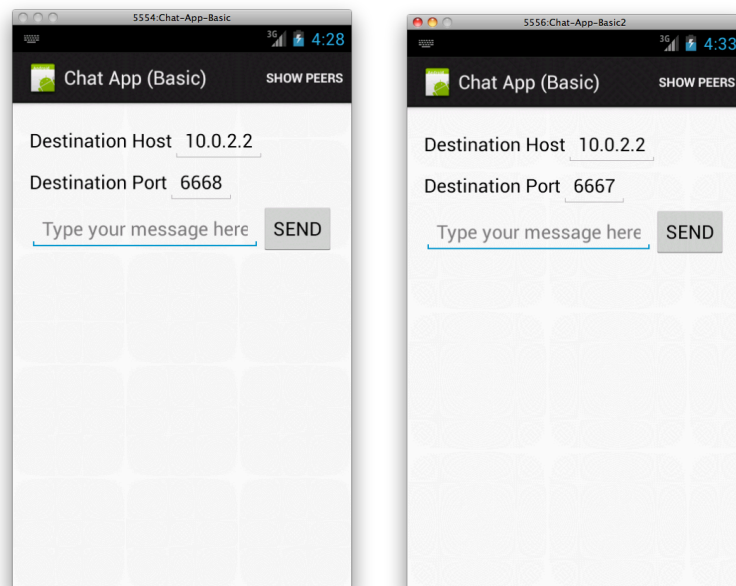 5554:Chat-App-Basic
3G 4:28
Chat App (Basic) SHOW PEERS
Destination Host 10.0.2.2
Destination Port 6668
Type your message here SEND
5556:Chat-App-Basic2
3G 4:33
Chat App (Basic) SHOW PEERS
Destination Host 10.0.2.2
Destination Port 6667
Type your message here SEND